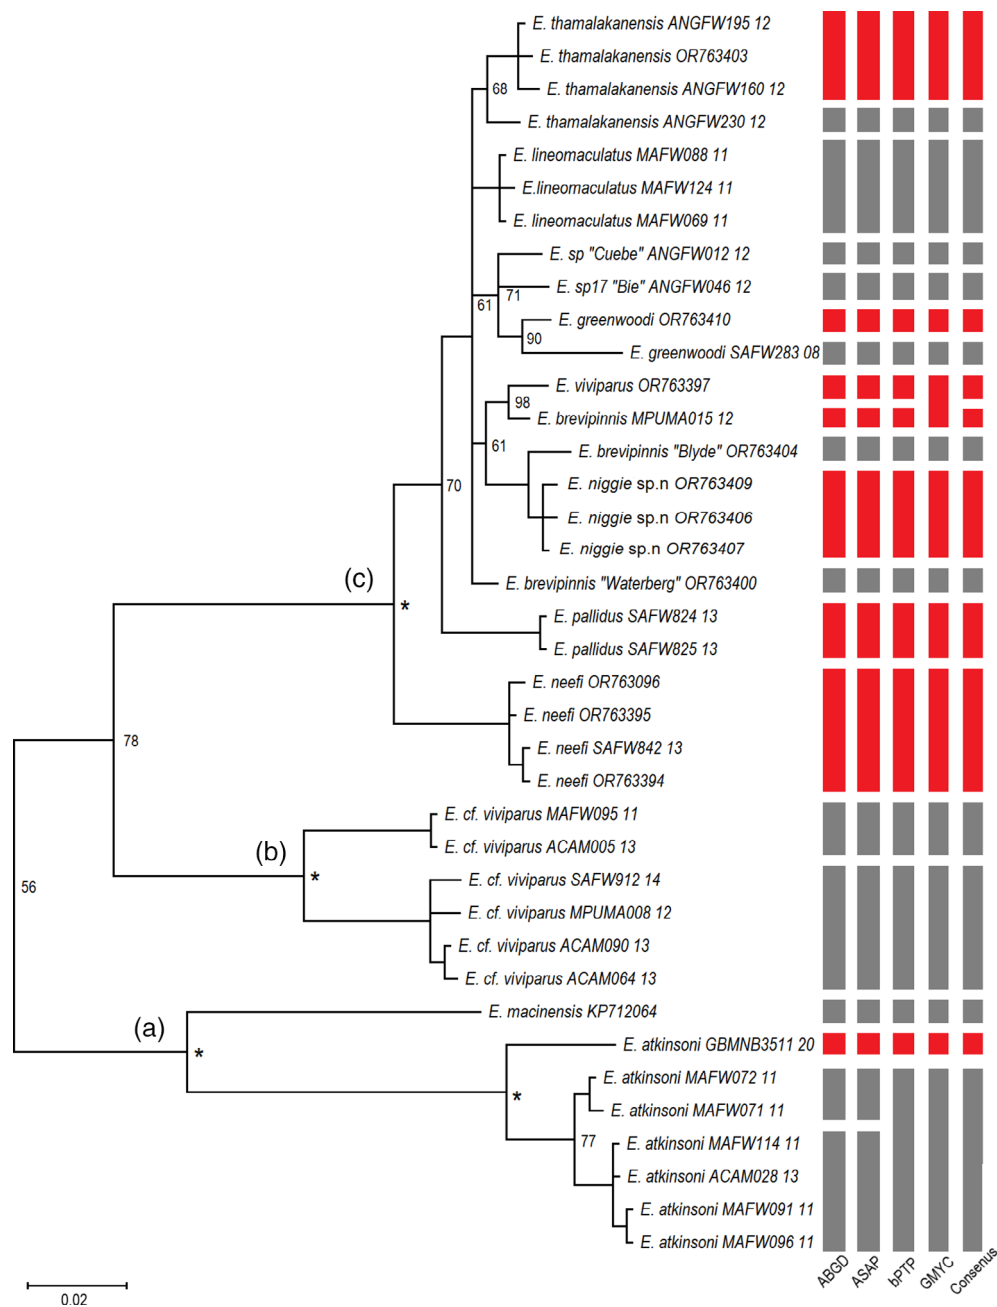 E. thamalakanensis ANGFW195 12
E. thamalakanensis OR763403
68
E. thamalakanensis ANGFW160 12
E. thamalakanensis ANGFW230 12
E. lineomaculatus MAFW088 11
E.lineomaculatus MAFW124 11
E. lineomaculatus MAFW069 11
E. sp "Cuebe" ANGFW012 12
E. sp17 "Bie" ANGFW046 12
61
71
E. greenwoodi OR763410
90
E. greenwoodi SAFW283 08
E. viviparus OR763397
98
E. brevipinnis MPUMA015 12
61
E. brevipinnis "Blyde" OR763404
70
E. niggie sp.n OR763409
E. niggie sp.n OR763406
E. niggie sp.n OR763407
(c)
E. brevipinnis "Waterberg" OR763400
*
E. pallidus SAFW824 13
E. pallidus SAFW825 13
E. neefi OR763096
E. neefi OR763395
78
E. neefi SAFW842 13
E. neefi OR763394
E. cf. viviparus MAFW095 11
(b)
E. cf. viviparus ACAM005 13
*
E. cf. viviparus SAFW912 14
56
E. cf. viviparus MPUMA008 12
E. cf. viviparus ACAM090 13
E. cf. viviparus ACAM064 13
E. macinensis KP712064
(a)
*
E. atkinsoni GBMNB3511 20
E. atkinsoni MAFW072 11
*
E. atkinsoni MAFW071 11
77
E. atkinsoni MAFW114 11
E. atkinsoni ACAM028 13
E. atkinsoni MAFW091 11
E. atkinsoni MAFW096 11
ABGD
ASAP
bPTP
GMYC
Consenus
0.02